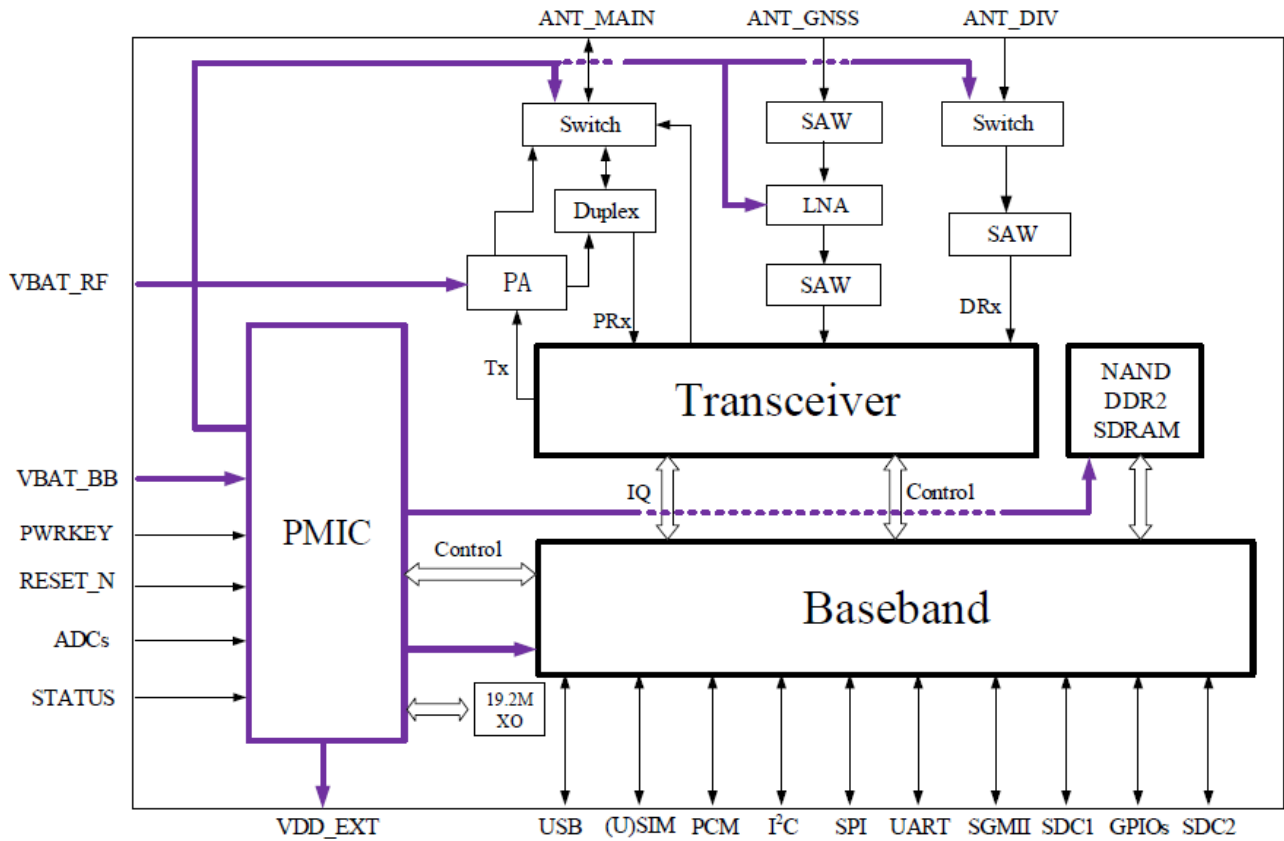 ANT_MAIN
ANT_GNSS
ANT_DIV
Switch
SAW
Switch
Duplex
LNA
SAW
VBAT_RF
PA
SAW
PRx
DRx
Tx
Transceiver
NAND
DDR2
SDRAM
VBAT_BB
IQ
Control
PWRKEY
PMIC
Control
RESET_N
Baseband
ADCs
STATUS
19.2M
XO
VDD_EXT
USB
(U)SIM
PCM
I²C
SPI
UART
SGMII
SDC1
GPIOs
SDC2